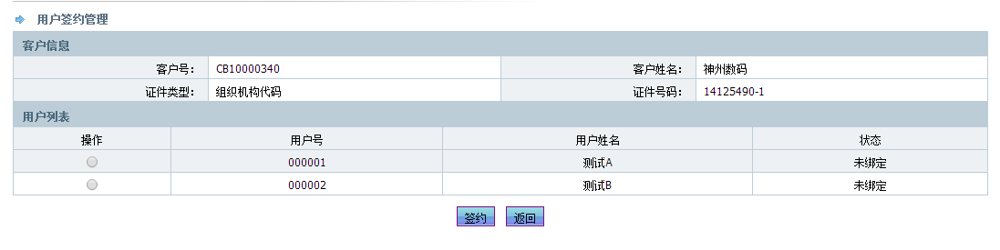 用户签约管理
客户信息
客户号： CB10000340 客户姓名： 神州数码
证件类型： 组织机构代码 证件号码： 14125490-1
用户列表
操作 用户号 用户姓名 状态
000001 测试A 未绑定
000002 测试B 未绑定
签约 返回